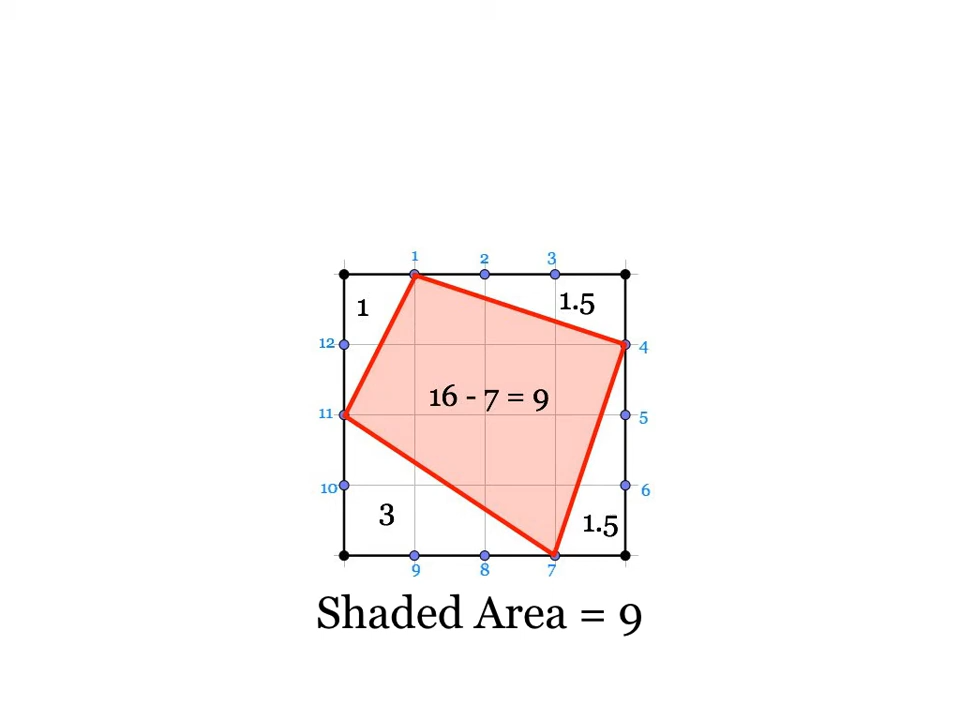 1 2 3
1 1.5
12 4
16 - 7 = 9
11 5
10 6
3 1.5
9 8 7
Shaded Area = 9